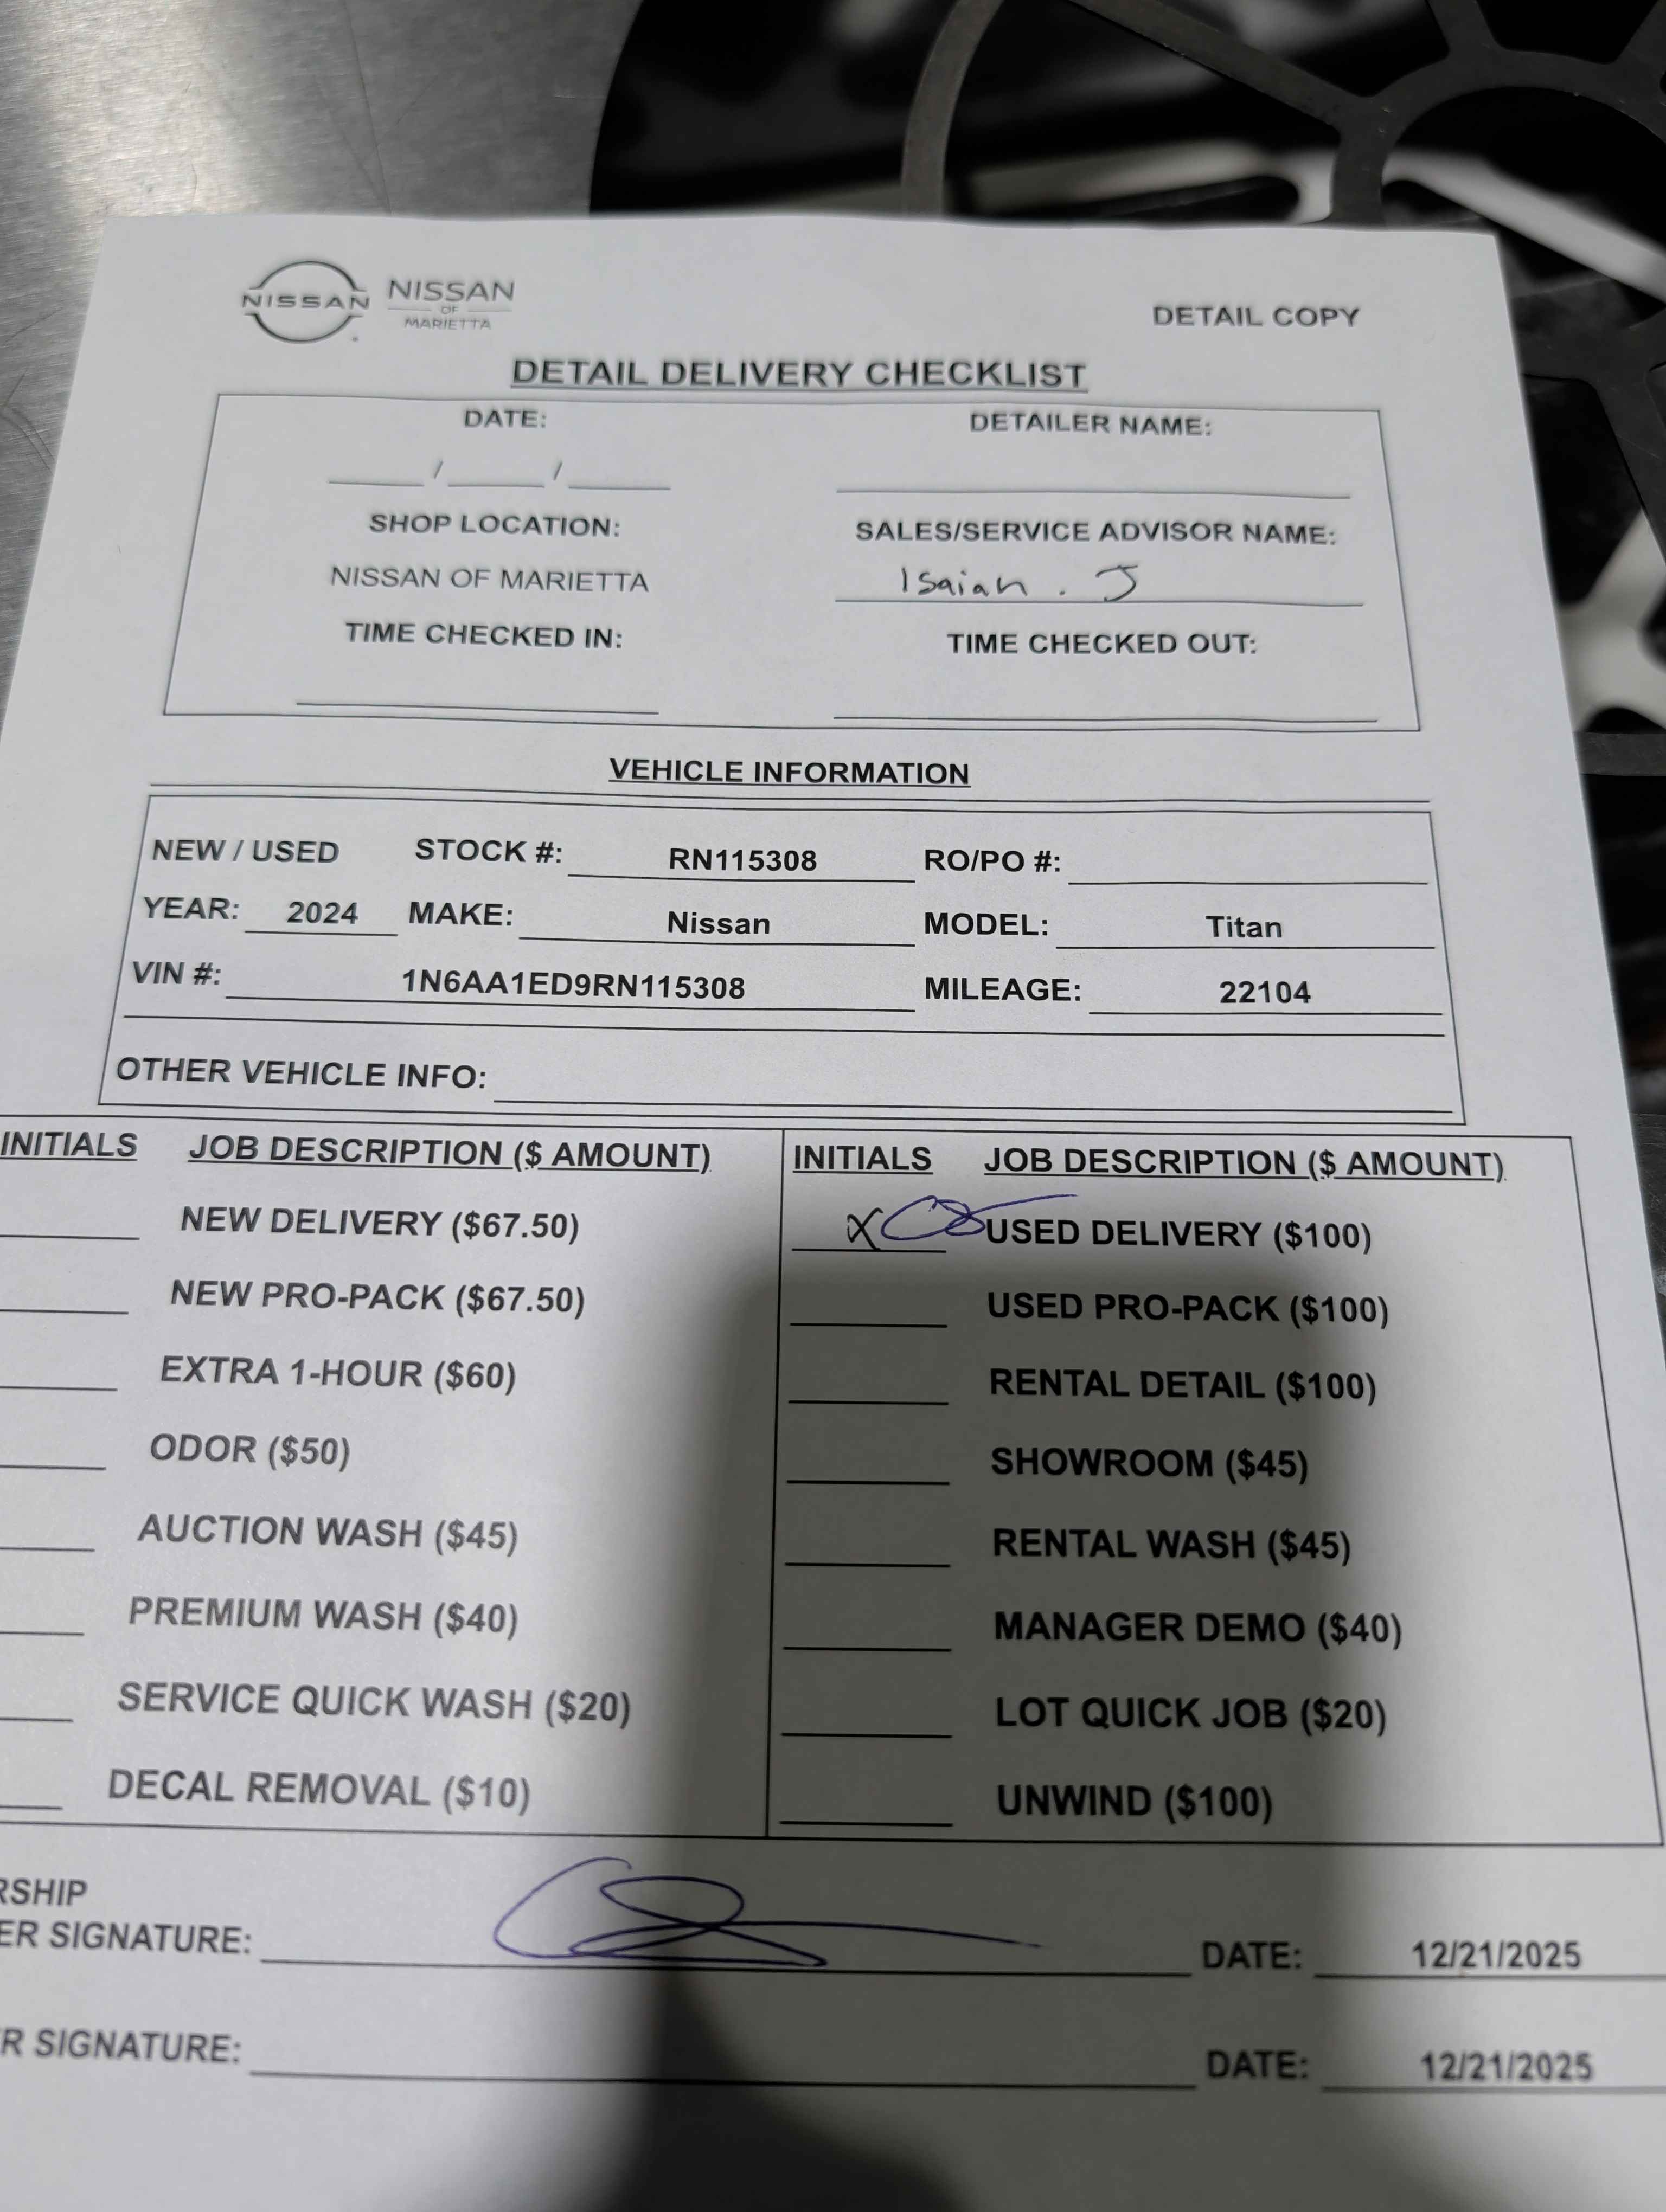 NISSAN NISSAN
OF
MARIETTA
DETAIL COPY
DETAIL DELIVERY CHECKLIST
DATE: DETAILER NAME:
/ /
SHOP LOCATION: SALES/SERVICE ADVISOR NAME:
NISSAN OF MARIETTA Isaiah . J
TIME CHECKED IN: TIME CHECKED OUT:
VEHICLE INFORMATION
NEW / USED STOCK #: RN115308 RO/PO #:
YEAR: 2024 MAKE: Nissan MODEL: Titan
VIN #: 1N6AA1ED9RN115308 MILEAGE: 22104
OTHER VEHICLE INFO:
INITIALS JOB DESCRIPTION ($ AMOUNT) INITIALS JOB DESCRIPTION ($ AMOUNT)
NEW DELIVERY ($67.50) X USED DELIVERY ($100)
NEW PRO-PACK ($67.50) USED PRO-PACK ($100)
EXTRA 1-HOUR ($60) RENTAL DETAIL ($100)
ODOR ($50) SHOWROOM ($45)
AUCTION WASH ($45) RENTAL WASH ($45)
PREMIUM WASH ($40) MANAGER DEMO ($40)
SERVICE QUICK WASH ($20) LOT QUICK JOB ($20)
DECAL REMOVAL ($10) UNWIND ($100)
RSHIP
ER SIGNATURE: DATE: 12/21/2025
R SIGNATURE: DATE: 12/21/2025